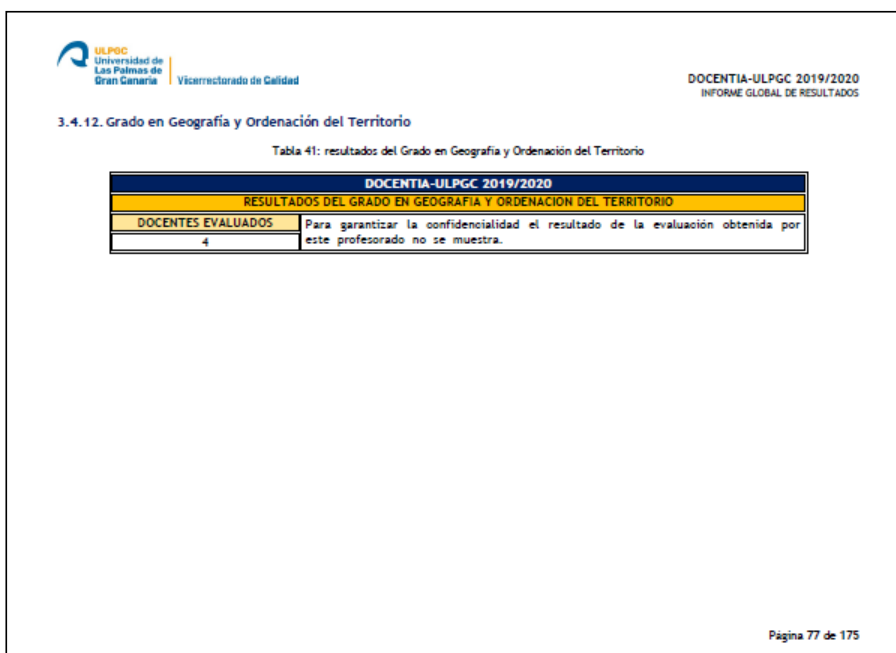 ULPGC
Universidad de
Las Palmas de
Gran Canaria
Vicerrectorado de Calidad
DOCENTIA-ULPGC 2019/2020
INFORME GLOBAL DE RESULTADOS
3.4.12. Grado en Geografía y Ordenación del Territorio
Tabla 41: resultados del Grado en Geografía y Ordenación del Territorio
DOCENTIA-ULPGC 2019/2020
RESULTADOS DEL GRADO EN GEOGRAFIA Y ORDENACION DEL TERRITORIO
DOCENTES EVALUADOS
4
Para garantizar la confidencialidad el resultado de la evaluación obtenida por
este profesorado no se muestra.
Página 77 de 175